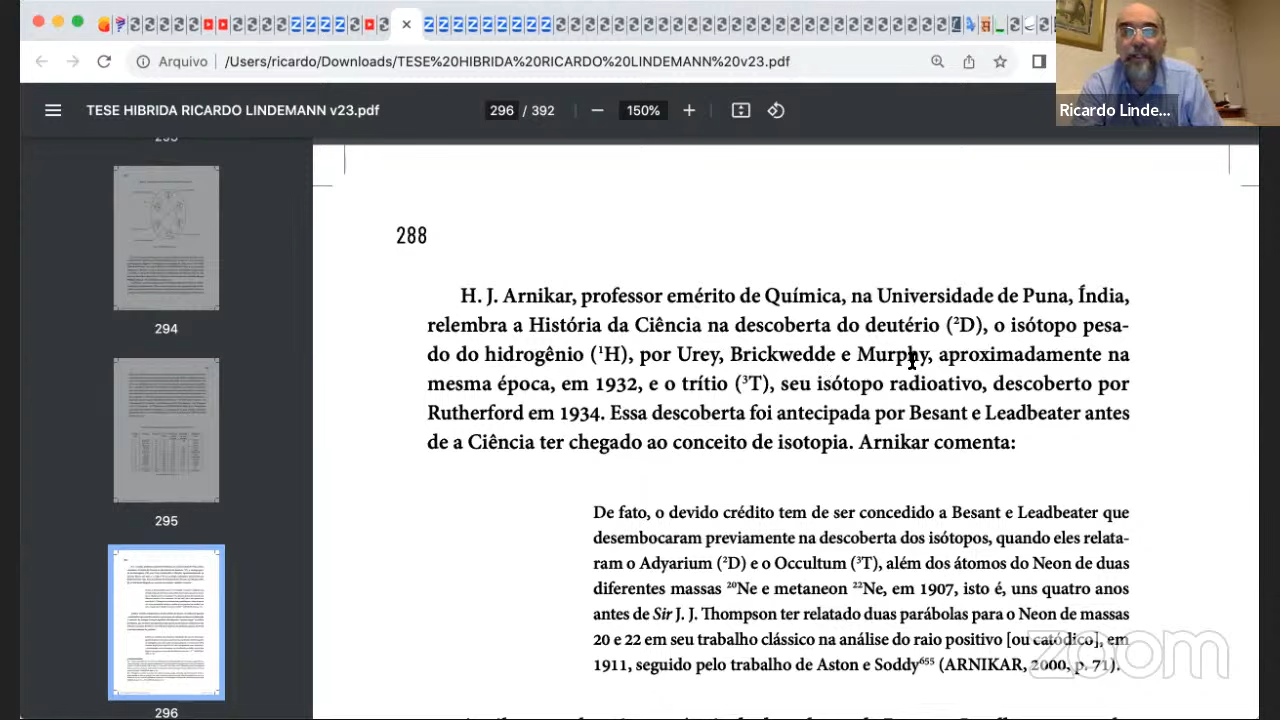 Arquivo
/Users/ricardo/Downloads/TESE%20HIBRIDA%20RICARDO%20LINDEMANN%20v23.pdf
TESE HIBRIDA RICARDO LINDEMANN v23.pdf
296 / 392
150%
Ricardo Linde...
294
295
296
288
H. J. Arnikar, professor emérito de Química, na Universidade de Puna, Índia,
relembra a História da Ciência na descoberta do deutério (²D), o isótopo pesa-
do do hidrogênio (¹H), por Urey, Brickwedde e Murphy, aproximadamente na
mesma época, em 1932, e o trítio (³T), seu isótopo radioativo, descoberto por
Rutherford em 1934. Essa descoberta foi antecipada por Besant e Leadbeater antes
de a Ciência ter chegado ao conceito de isotopia. Arnikar comenta:
De fato, o devido crédito tem de ser concedido a Besant e Leadbeater que
desembocaram previamente na descoberta dos isótopos, quando eles relata-
ram o Adyarium (²D) e o Occultum (³T), além dos átomos do Neon de duas
diferentes massas ²⁰Ne e metaneon ²²Ne, em 1907, isto é, uns quatro anos
antes de Sir J. J. Thompson ter relatado duas parábolas para o Neon de massas
20 e 22 em seu trabalho clássico na análise do raio positivo [ou catódico], em
1911, seguido pelo trabalho de Aston e Soddy⁶⁵⁵ (ARNIKAR, 2000, p. 71).
zoom